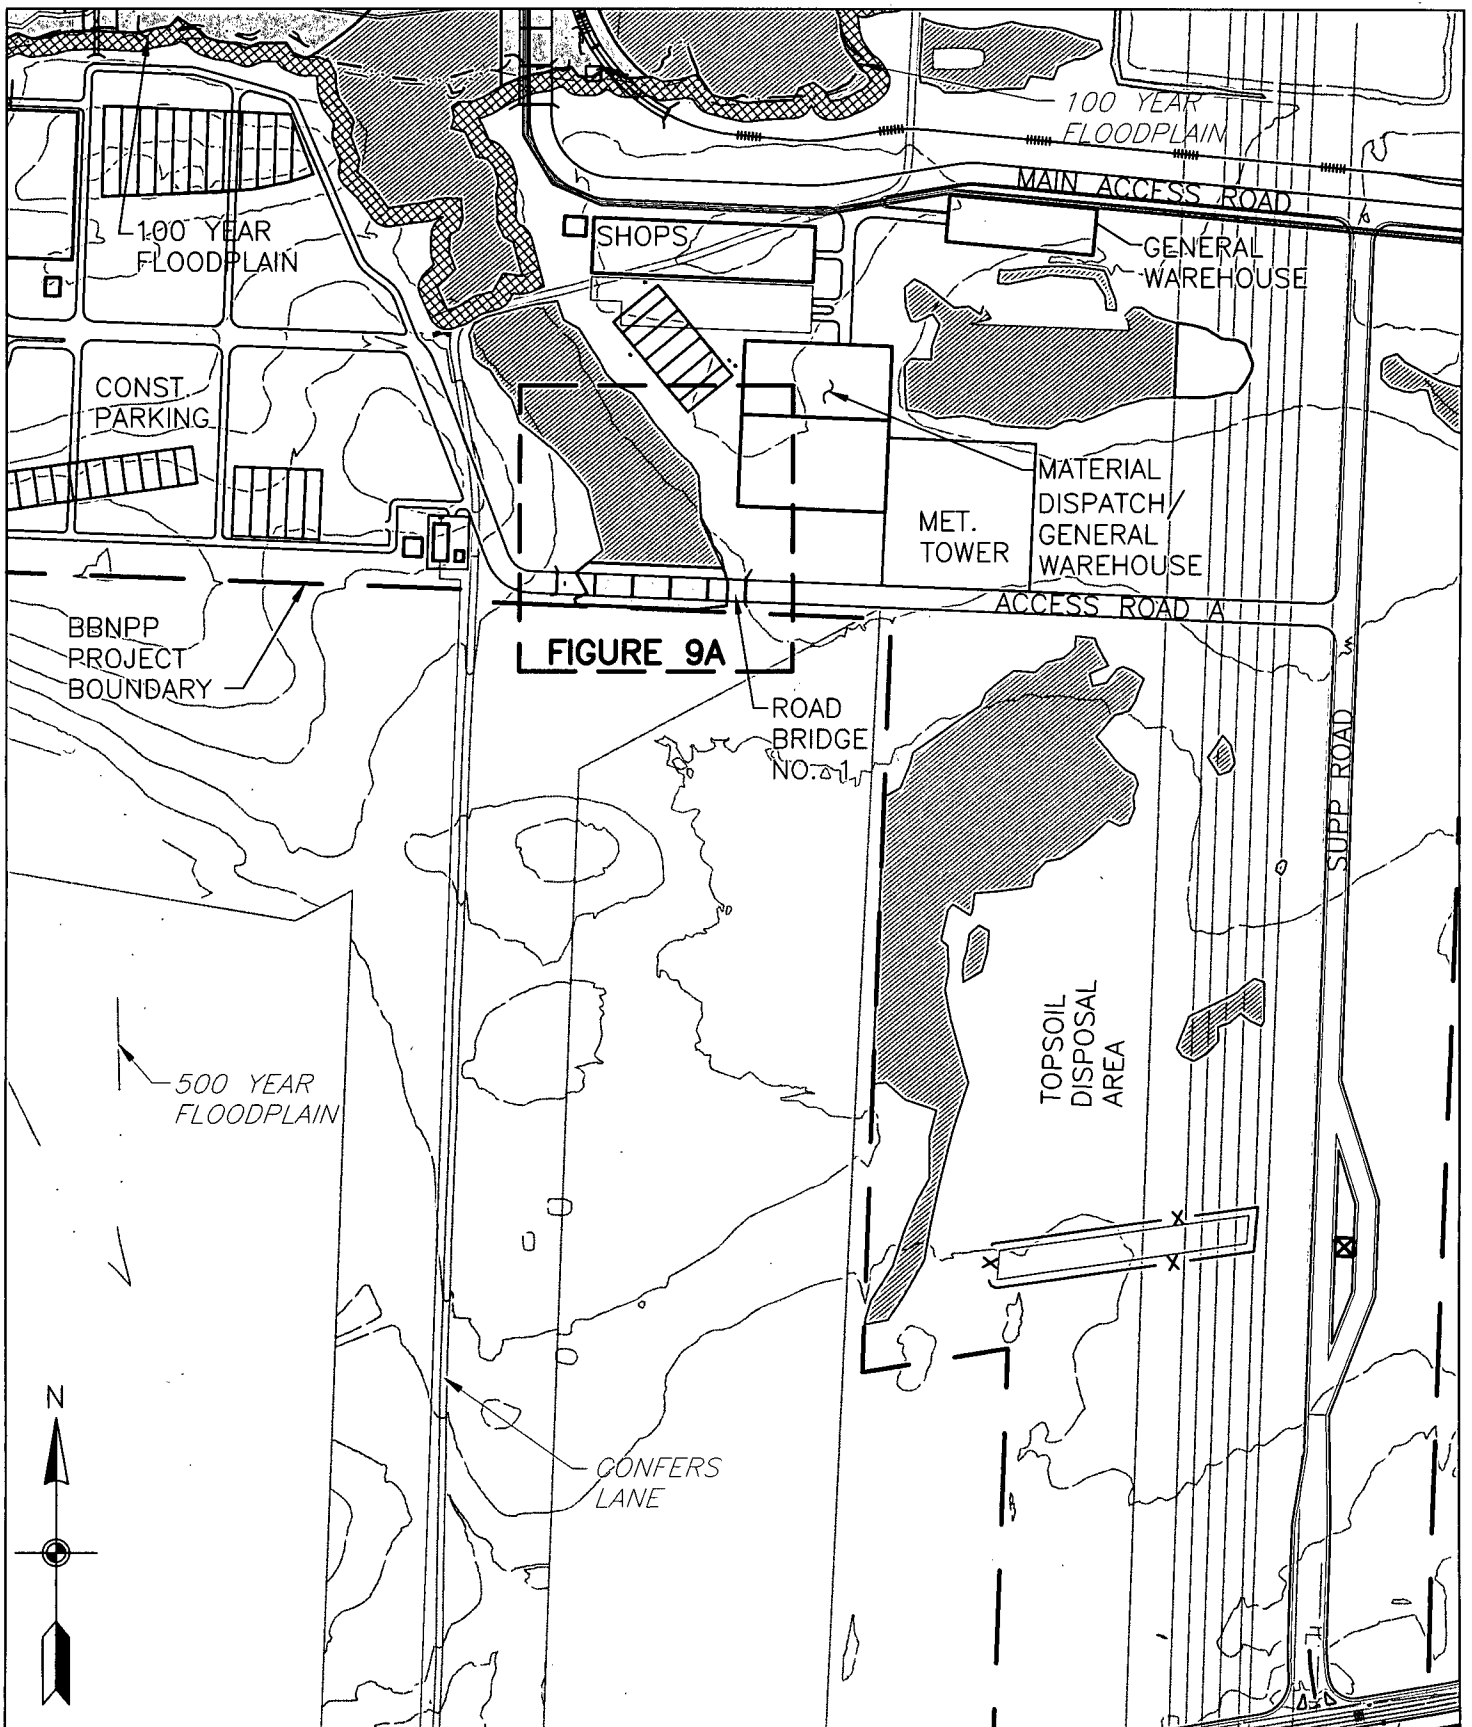 100 YEAR
FLOODPLAIN
MAIN ACCESS ROAD
100 YEAR
FLOODPLAIN
SHOPS
GENERAL
WAREHOUSE
CONST.
PARKING
MATERIAL
DISPATCH/
GENERAL
WAREHOUSE
MET.
TOWER
ACCESS ROAD A
BBNPP
PROJECT
BOUNDARY
FIGURE 9A
ROAD
BRIDGE
NO. 1
SUPP ROAD
TOPSOIL
DISPOSAL
AREA
500 YEAR
FLOODPLAIN
X
X
X
N
CONFERS
LANE